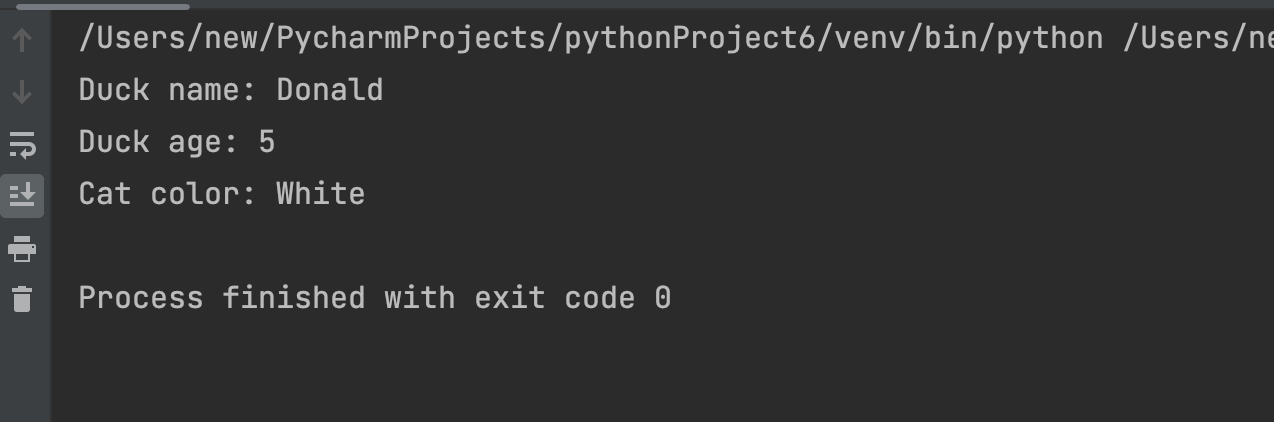 /Users/new/PycharmProjects/pythonProject6/venv/bin/python /Users/ne
Duck name: Donald
Duck age: 5
Cat color: White
Process finished with exit code 0